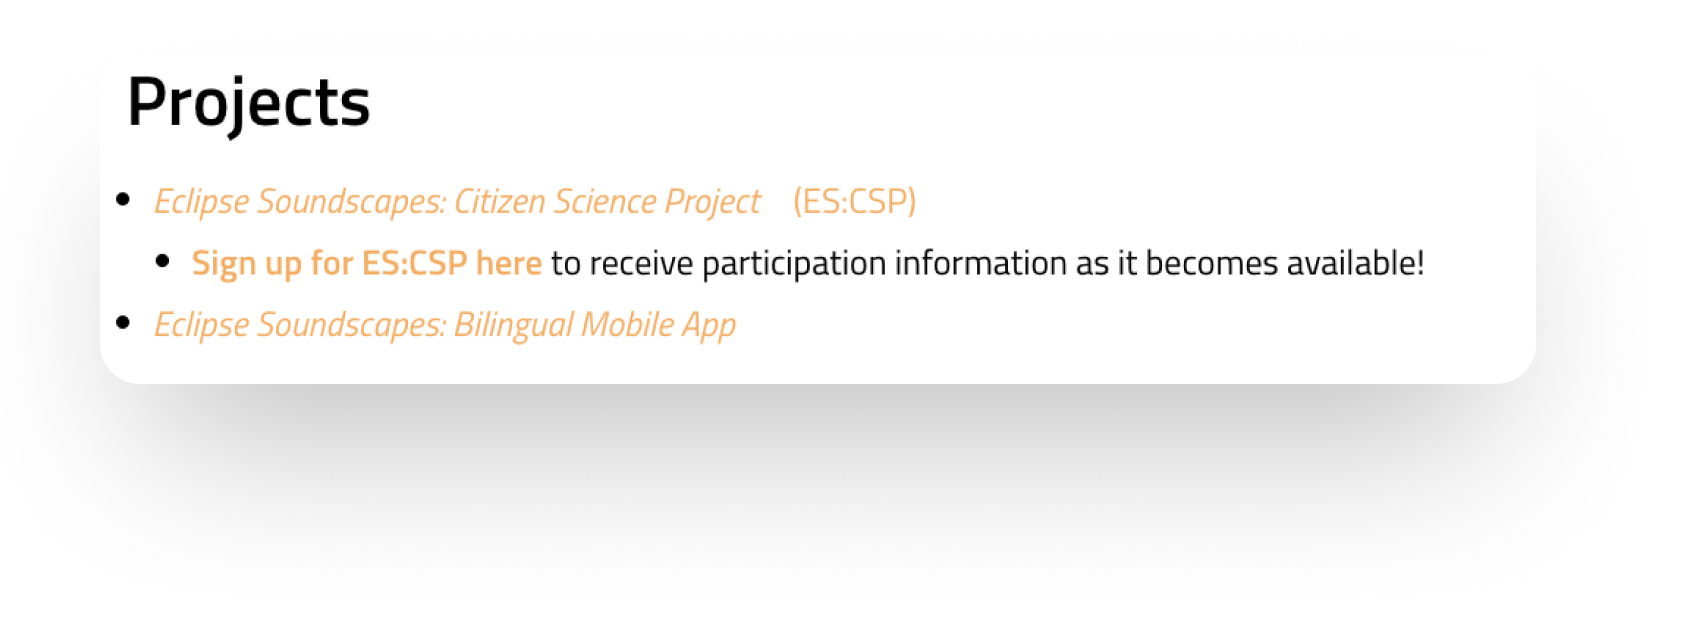 Projects
Eclipse Soundscapes: Citizen Science Project (ES:CSP)
Sign up for ES:CSP here to receive participation information as it becomes available!
Eclipse Soundscapes: Bilingual Mobile App